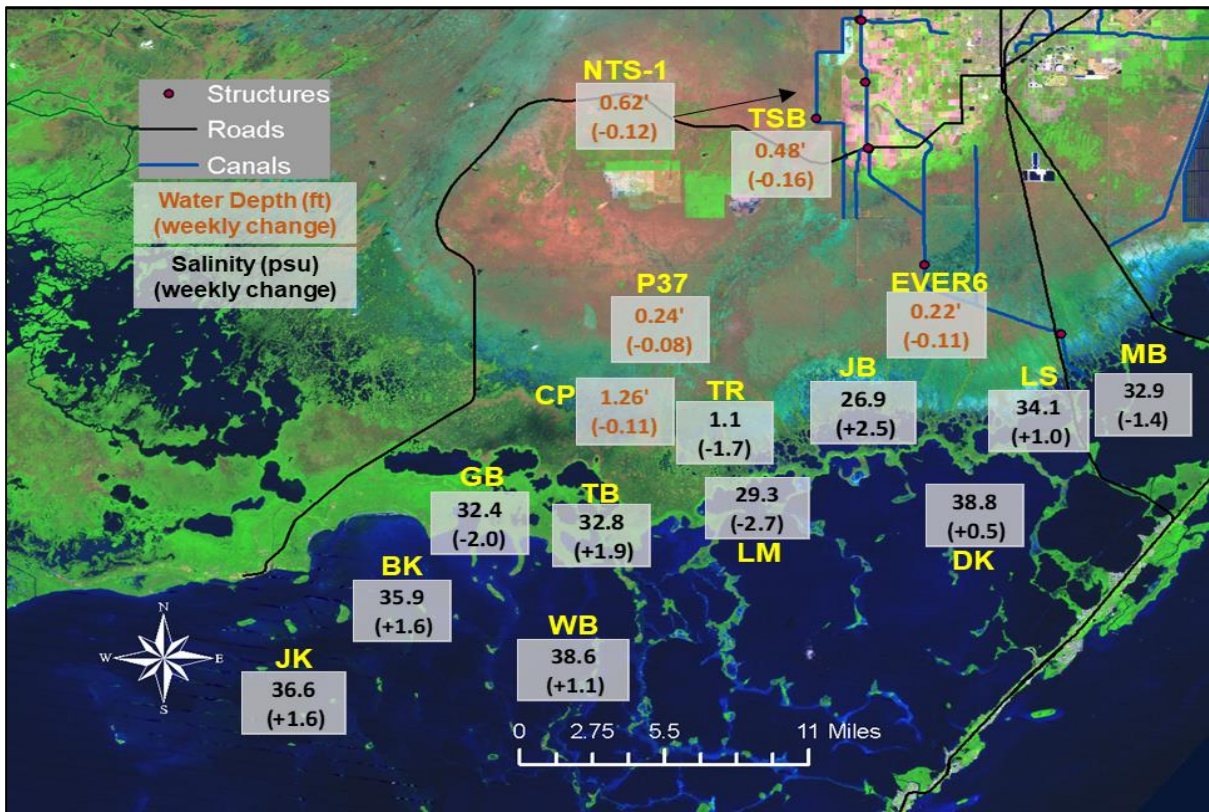 NTS-1
0.62'
(-0.12)
Structures
Roads
Canals
TSB
0.48'
(-0.16)
Water Depth (ft)
(weekly change)
Salinity (psu)
(weekly change)
P37
0.24'
(-0.08)
EVER6
0.22'
(-0.11)
CP
1.26'
(-0.11)
TR
1.1
(-1.7)
JB
26.9
(+2.5)
LS
34.1
(+1.0)
MB
32.9
(-1.4)
GB
32.4
(-2.0)
TB
32.8
(+1.9)
29.3
(-2.7)
LM
38.8
(+0.5)
DK
BK
35.9
(+1.6)
WB
38.6
(+1.1)
JK
36.6
(+1.6)
N
W
E
S
0 2.75 5.5 11 Miles